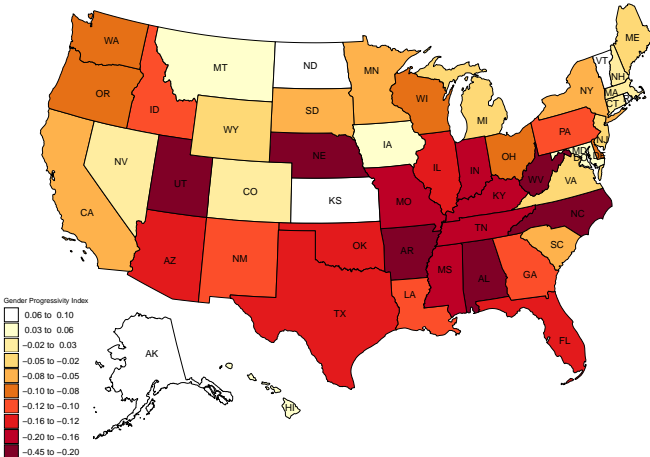 WA
OR
CA
ID
NV
AZ
MT
WY
UT
CO
NM
ND
SD
NE
KS
OK
TX
MN
IA
MO
AR
LA
WI
IL
MI
IN
OH
KY
TN
MS
AL
GA
FL
SC
NC
VA
WV
PA
NY
VT
NH
ME
MA
CT
NJ
MD
AK
HI
Gender Progressivity Index
0.06 to 0.10
0.03 to 0.06
−0.02 to 0.03
−0.05 to −0.02
−0.08 to −0.05
−0.10 to −0.08
−0.12 to −0.10
−0.16 to −0.12
−0.20 to −0.16
−0.45 to −0.20